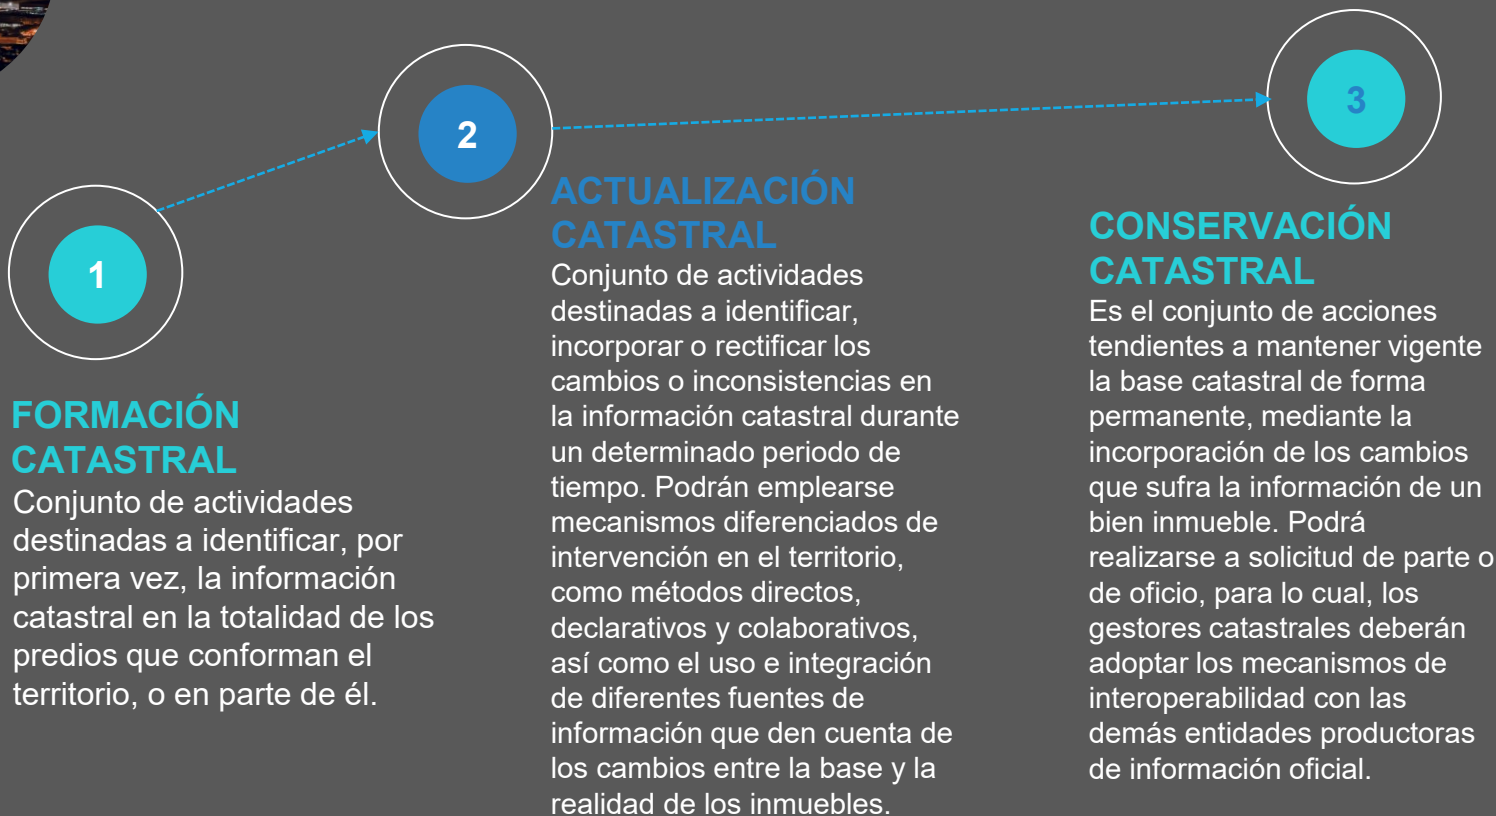 1
FORMACIÓN
CATASTRAL
Conjunto de actividades
destinadas a identificar, por
primera vez, la información
catastral en la totalidad de los
predios que conforman el
territorio, o en parte de él.
2
ACTUALIZACIÓN
CATASTRAL
Conjunto de actividades
destinadas a identificar,
incorporar o rectificar los
cambios o inconsistencias en
la información catastral durante
un determinado periodo de
tiempo. Podrán emplearse
mecanismos diferenciados de
intervención en el territorio,
como métodos directos,
declarativos y colaborativos,
así como el uso e integración
de diferentes fuentes de
información que den cuenta de
los cambios entre la base y la
realidad de los inmuebles.
3
CONSERVACIÓN
CATASTRAL
Es el conjunto de acciones
tendientes a mantener vigente
la base catastral de forma
permanente, mediante la
incorporación de los cambios
que sufra la información de un
bien inmueble. Podrá
realizarse a solicitud de parte o
de oficio, para lo cual, los
gestores catastrales deberán
adoptar los mecanismos de
interoperabilidad con las
demás entidades productoras
de información oficial.